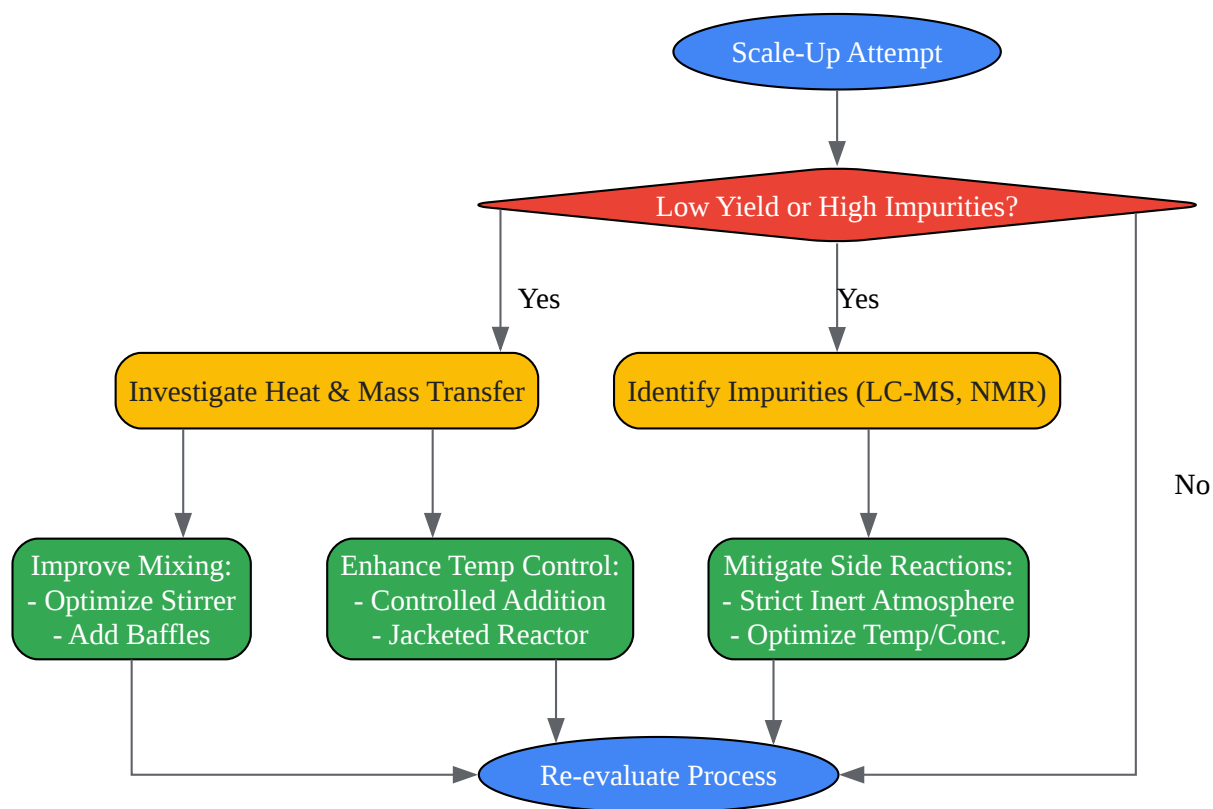 Scale-Up Attempt
Low Yield or High Impurities?
Yes
Yes
Investigate Heat & Mass Transfer
Identify Impurities (LC-MS, NMR)
No
Improve Mixing:
- Optimize Stirrer
- Add Baffles
Enhance Temp Control:
- Controlled Addition
- Jacketed Reactor
Mitigate Side Reactions:
- Strict Inert Atmosphere
- Optimize Temp/Conc.
Re-evaluate Process